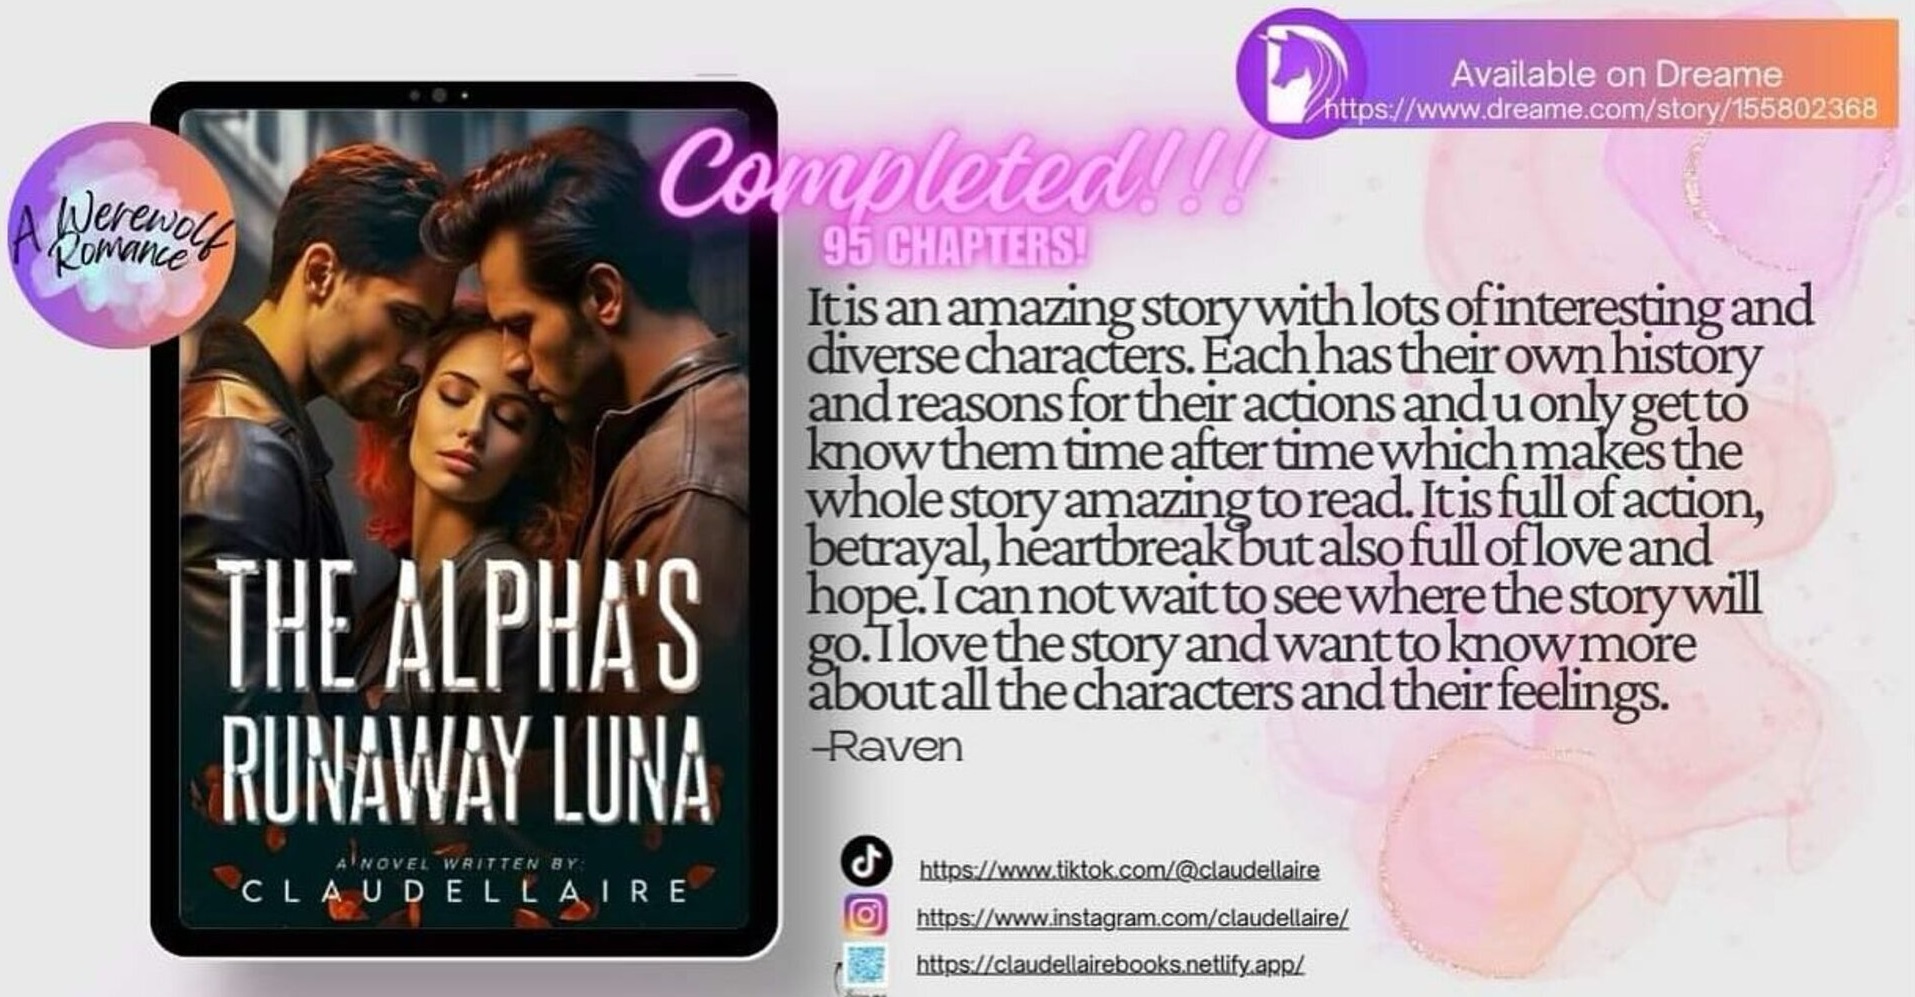 Available on Dreame
https://www.dreame.com/story/155802368
A Werewolf
Romance
Completed!!!
95 CHAPTERS!
It is an amazing story with lots of interesting and
diverse characters. Each has their own history
and reasons for their actions and u only get to
know them time after time which makes the
whole story amazing to read. It is full of action,
betrayal, heartbreak but also full of love and
hope. I can not wait to see where the story will
go. I love the story and want to know more
about all the characters and their feelings.
-Raven
THE ALPHA'S
RUNAWAY LUNA
A NOVEL WRITTEN BY:
CLAUDELLAIRE
https://www.tiktok.com/@claudellaire
https://www.instagram.com/claudellaire/
https://claudellairebooks.netlify.app/